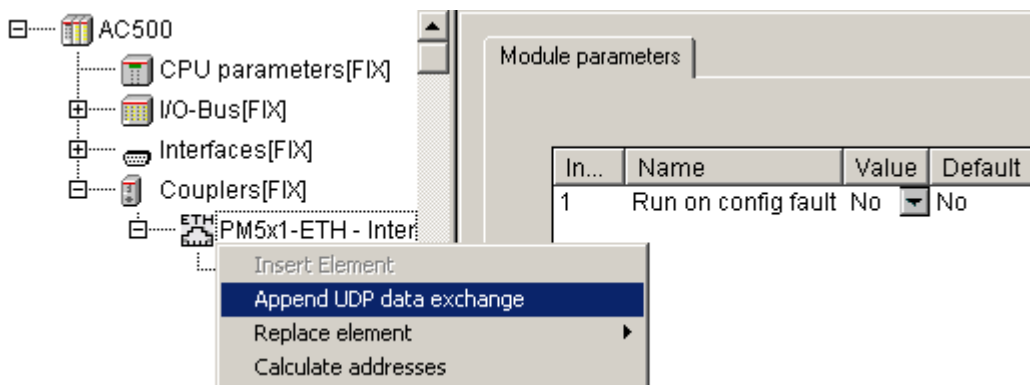 AC500
CPU parameters[FIX]
I/O-Bus[FIX]
Interfaces[FIX]
Couplers[FIX]
ETH PM5x1-ETH - Inter
Insert Element
Append UDP data exchange
Replace element
Calculate addresses
Module parameters
In... Name Value Default
1 Run on config fault No No